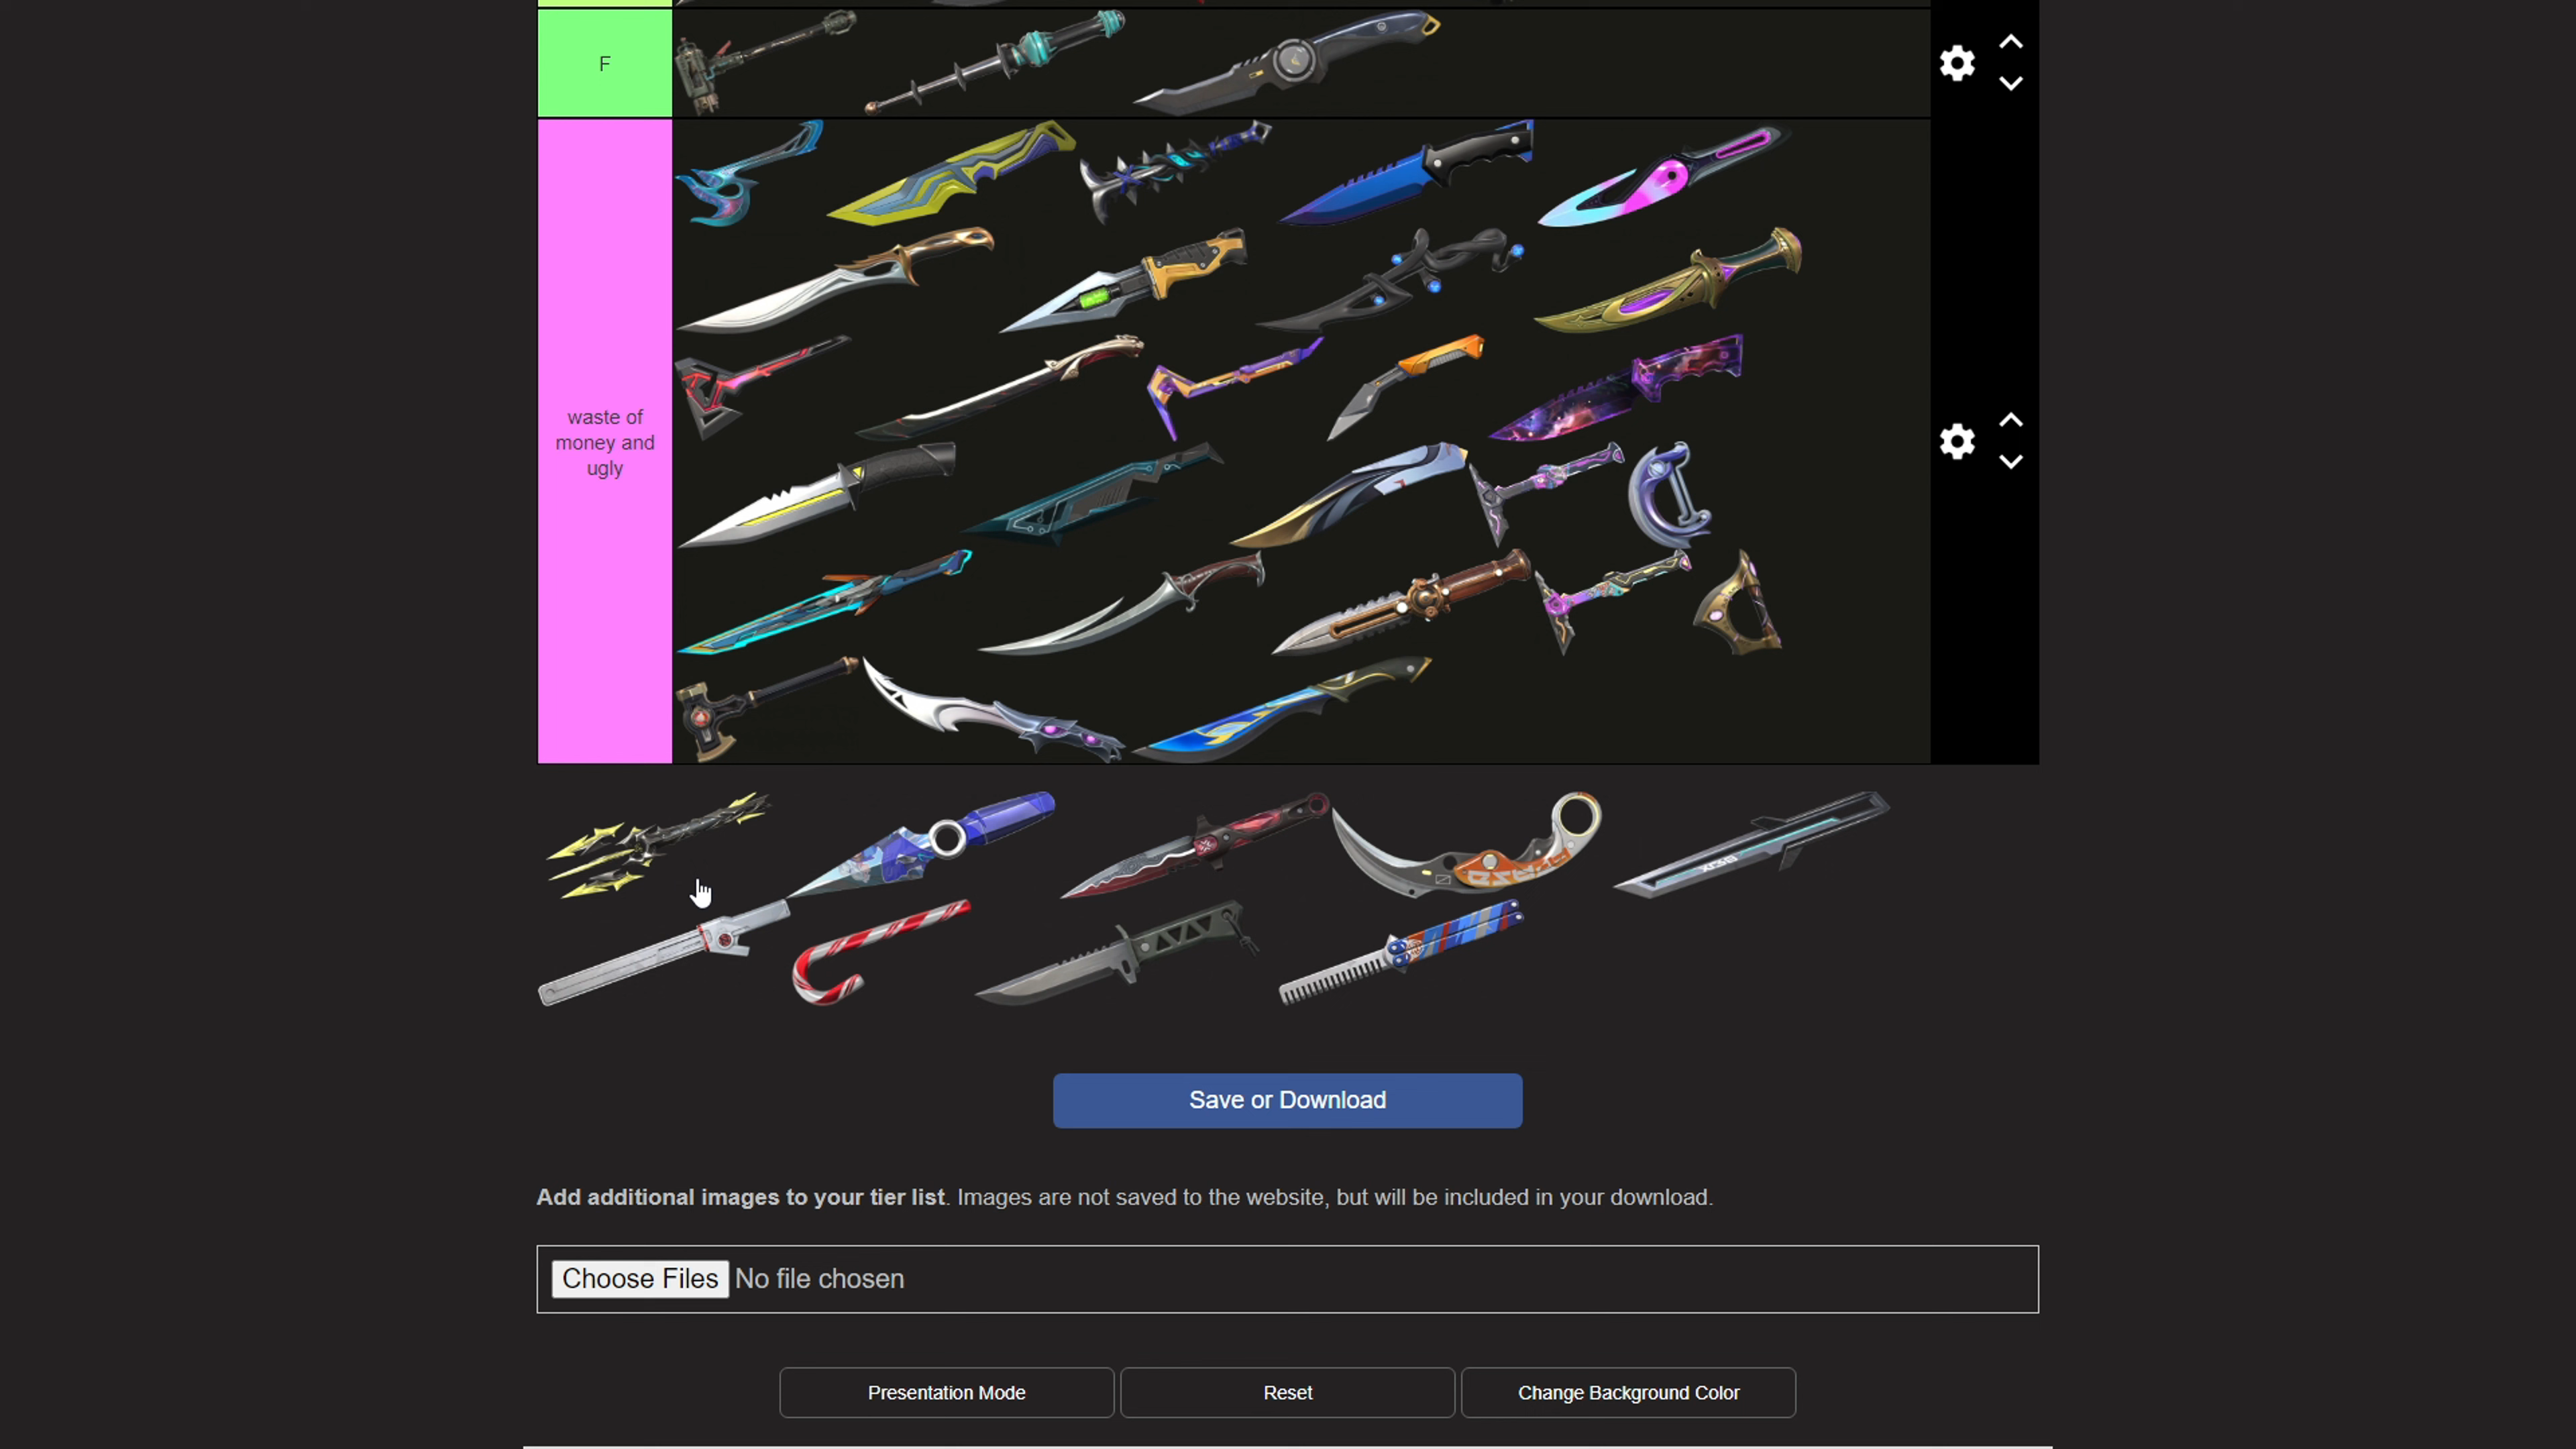 F
waste of
money and
ugly
Save or Download
Add additional images to your tier list. Images are not saved to the website, but will be included in your download.
Choose Files No file chosen
Presentation Mode
Reset
Change Background Color